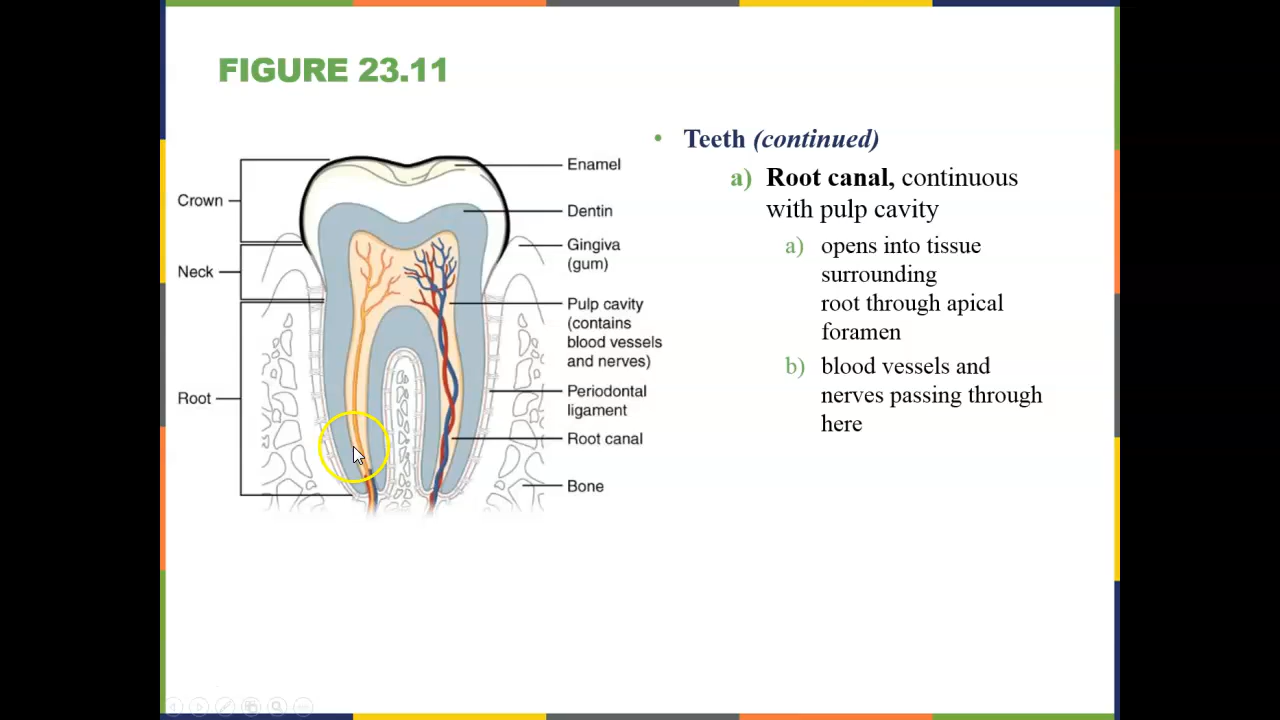 FIGURE 23.11
Crown
Neck
Root
Enamel
Dentin
Gingiva
(gum)
Pulp cavity
(contains
blood vessels
and nerves)
Periodontal
ligament
Root canal
Bone
• Teeth (continued)
a) Root canal, continuous
with pulp cavity
a) opens into tissue
surrounding
root through apical
foramen
b) blood vessels and
nerves passing through
here